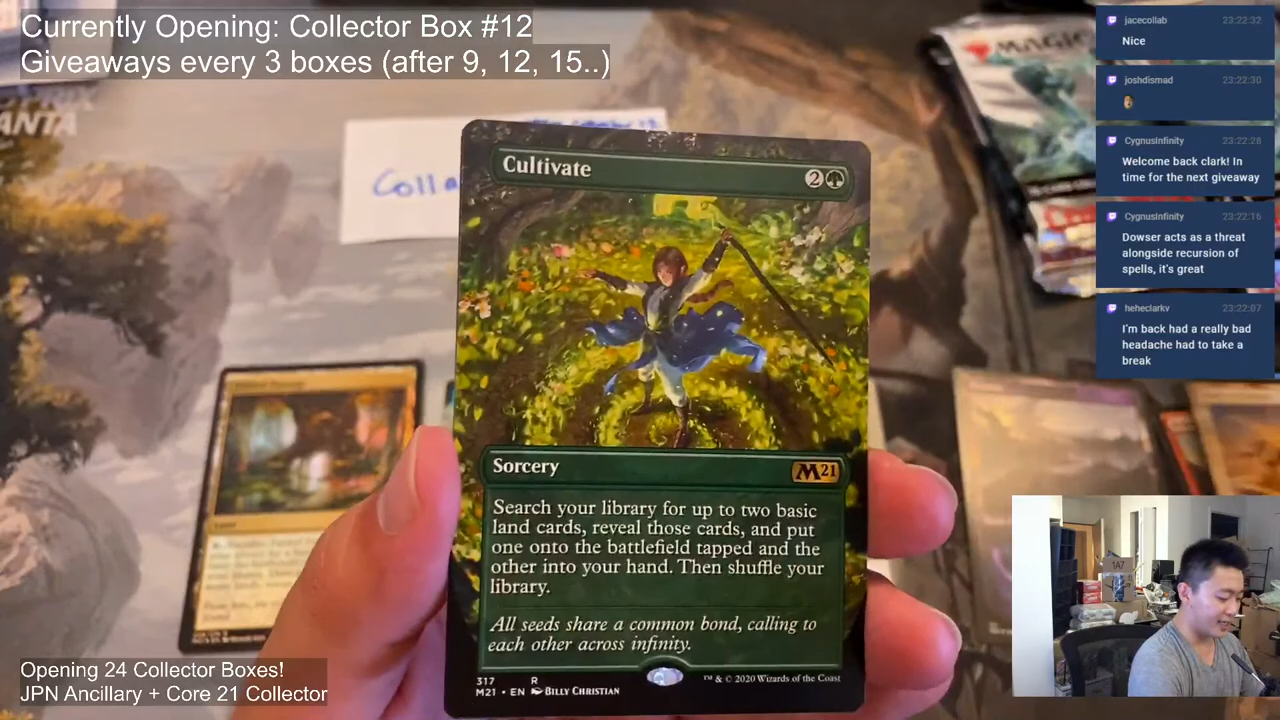 Currently Opening: Collector Box #12
Giveaways every 3 boxes (after 9, 12, 15..)
ANTA
Colla
MAGIC
Cultivate
2
Sorcery
M21
Search your library for up to two basic
land cards, reveal those cards, and put
one onto the battlefield tapped and the
other into your hand. Then shuffle your
library.
All seeds share a common bond, calling to
each other across infinity.
317 R
M21 • EN BILLY CHRISTIAN
™ & © 2020 Wizards of the Coast
jacecollab 23:22:32
Nice
joshdismad 23:22:30
CygnusInfinity 23:22:28
Welcome back clark! In
time for the next giveaway
CygnusInfinity 23:22:16
Dowser acts as a threat
alongside recursion of
spells, it's great
heheclarkv 23:22:07
I'm back had a really bad
headache had to take a
break
1A7
Opening 24 Collector Boxes!
JPN Ancillary + Core 21 Collector